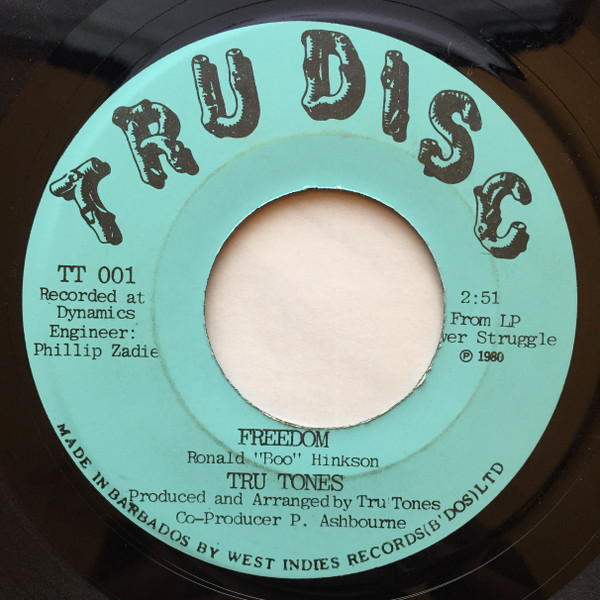 TRU DISC
TT 001
Recorded at
Dynamics
Engineer:
Phillip Zadie
2:51
From LP
wer Struggle
℗ 1980
FREEDOM
Ronald "Boo" Hinkson
TRU TONES
Produced and Arranged by Tru Tones
Co-Producer P. Ashbourne
MADE IN BARBADOS BY WEST INDIES RECORDS (B'DOS) LTD